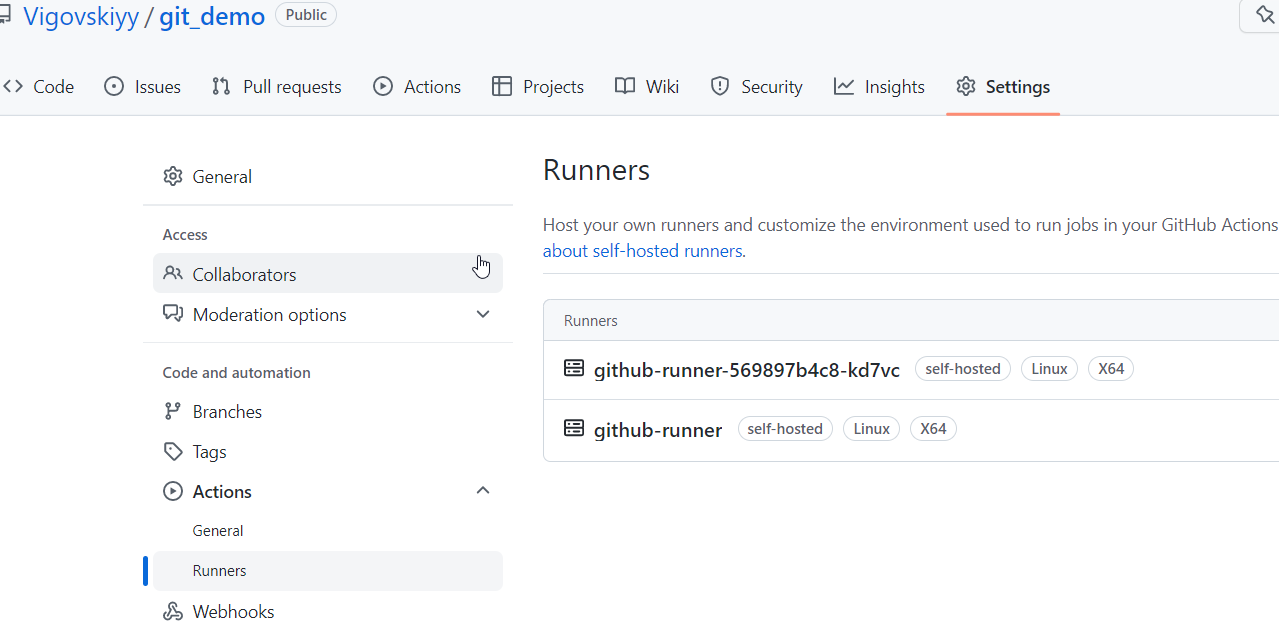 Vigovskiyy / git_demo Public
Code Issues Pull requests Actions Projects Wiki Security Insights Settings
General
Access
Collaborators
Moderation options
Code and automation
Branches
Tags
Actions
General
Runners
Webhooks
Runners
Host your own runners and customize the environment used to run jobs in your GitHub Actions
about self-hosted runners.
Runners
github-runner-569897b4c8-kd7vc self-hosted Linux X64
github-runner self-hosted Linux X64